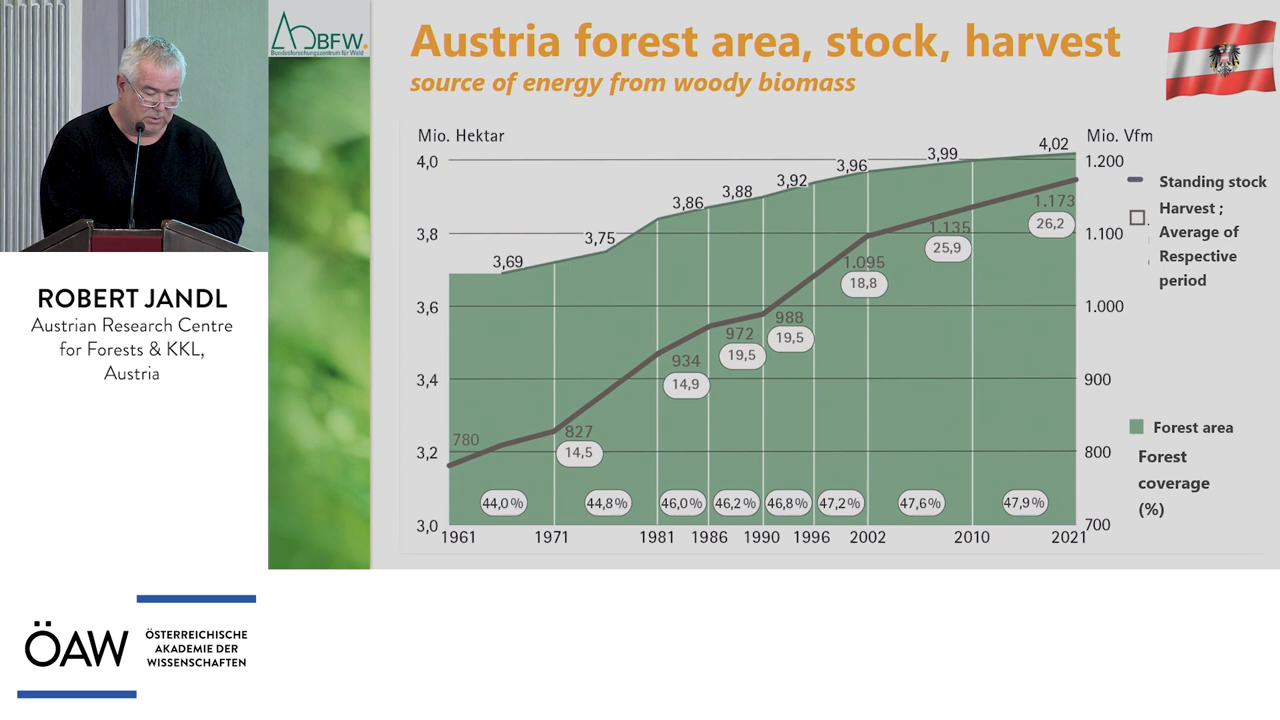 BFW.
Bundesforschungszentrum für Wald
Austria forest area, stock, harvest
source of energy from woody biomass
ROBERT JANDL
Austrian Research Centre
for Forests & KKL,
Austria
ÖAW
ÖSTERREICHISCHE
AKADEMIE DER
WISSENSCHAFTEN
Mio. Hektar
Mio. Vfm
4,0
3,8
3,6
3,4
3,2
3,0
3,69
3,75
3,86
3,88
3,92
3,96
3,99
4,02
780
827
934
972
988
1.095
1.135
1.173
14,5
14,9
19,5
19,5
18,8
25,9
26,2
44,0 %
44,8 %
46,0 %
46,2 %
46,8 %
47,2 %
47,6 %
47,9 %
1961
1971
1981
1986
1990
1996
2002
2010
2021
1.200
1.100
1.000
900
800
700
Standing stock
Harvest ;
Average of
Respective
period
Forest area
Forest
coverage
(%)